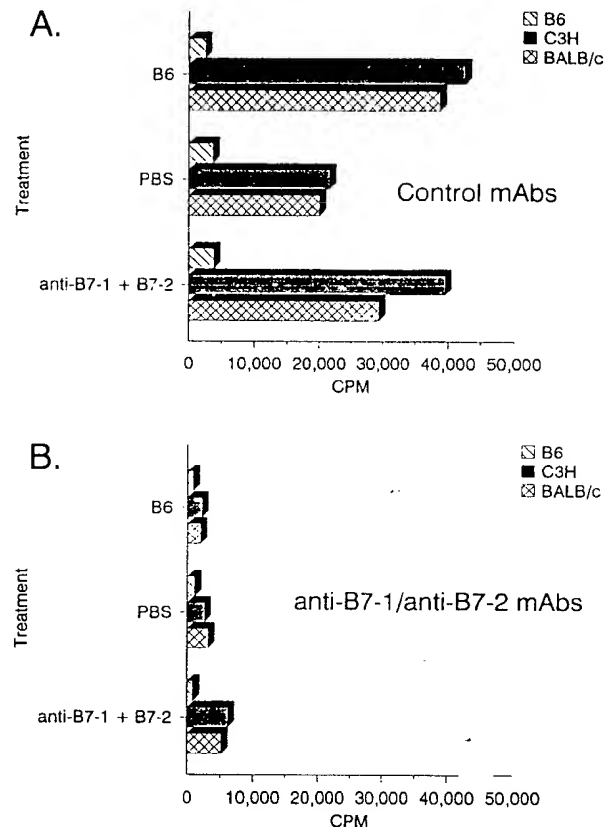 A.
B6
C3H
BALB/c
Treatment
B6
PBS
anti-B7-1 + B7-2
Control mAbs
0 10,000 20,000 30,000 40,000 50,000
CPM
B.
B6
C3H
BALB/c
Treatment
B6
PBS
anti-B7-1 + B7-2
anti-B7-1/anti-B7-2 mAbs
0 10,000 20,000 30,000 40,000 50,000
CPM